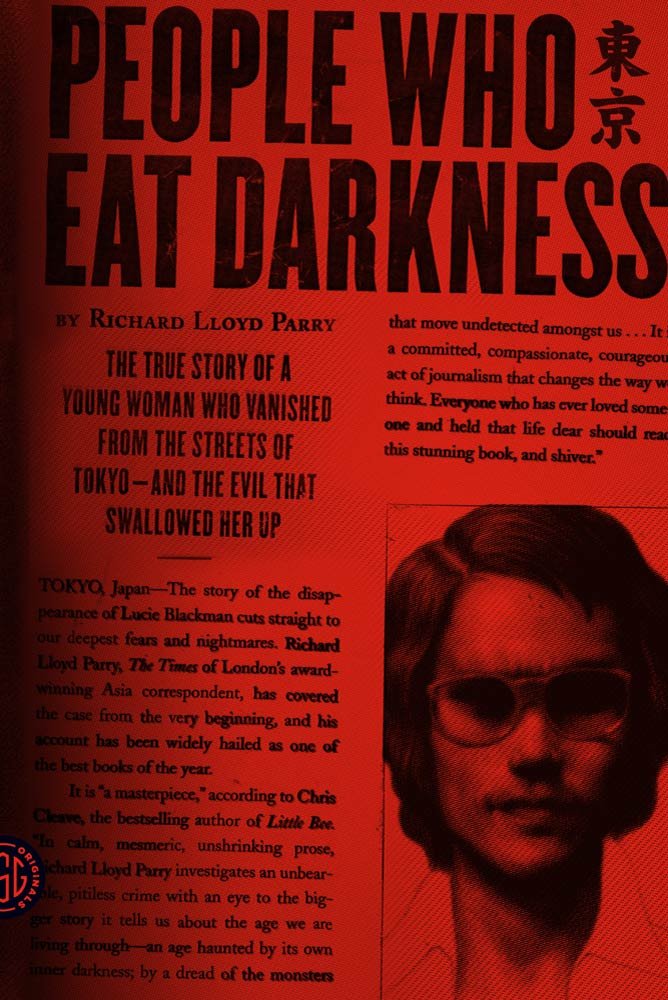 PEOPLE WHO
EAT DARKNESS
東京
BY RICHARD LLOYD PARRY
THE TRUE STORY OF A
YOUNG WOMAN WHO VANISHED
FROM THE STREETS OF
TOKYO—AND THE EVIL THAT
SWALLOWED HER UP
TOKYO, Japan—The story of the disap-
pearance of Lucie Blackman cuts straight to
our deepest fears and nightmares. Richard
Lloyd Parry, The Times of London's award-
winning Asia correspondent, has covered
the case from the very beginning, and his
account has been widely hailed as one of
the best books of the year.
It is "a masterpiece," according to Chris
Cleave, the bestselling author of Little Bee.
"In calm, mesmeric, unshrinking prose,
Richard Lloyd Parry investigates an unbear-
able, pitiless crime with an eye to the big-
ger story it tells us about the age we are
living through—an age haunted by its own
inner darkness; by a dread of the monsters
that move undetected amongst us . . . It
a committed, compassionate, courageou
act of journalism that changes the way w
think. Everyone who has ever loved some
one and held that life dear should read
this stunning book, and shiver."
FSG ORIGINALS